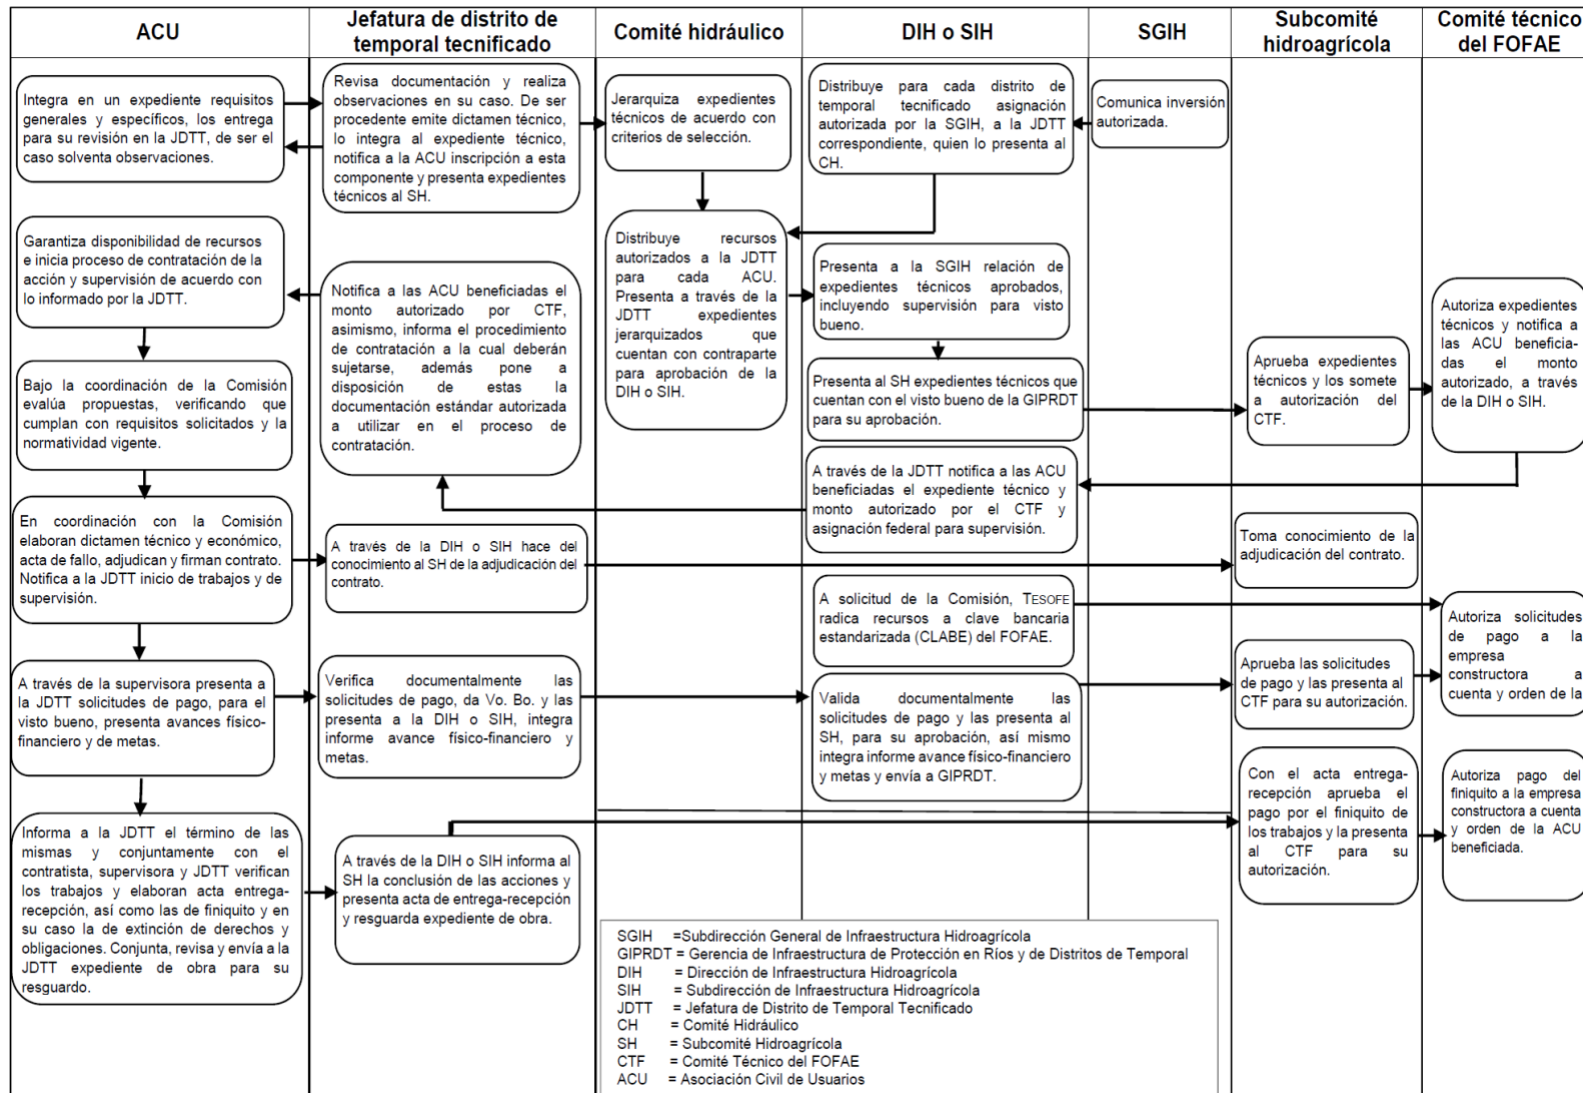 ACU
Jefatura de distrito de
temporal tecnificado
Comité hidráulico
DIH o SIH
SGIH
Subcomité
hidroagrícola
Comité técnico
del FOFAE
Integra en un expediente requisitos
generales y específicos, los entrega
para su revisión en la JDTT, de ser el
caso solventa observaciones.
Revisa documentación y realiza
observaciones en su caso. De ser
procedente emite dictamen técnico,
lo integra al expediente técnico,
notifica a la ACU inscripción a esta
componente y presenta expedientes
técnicos al SH.
Jerarquiza expedientes
técnicos de acuerdo con
criterios de selección.
Distribuye para cada distrito de
temporal tecnificado asignación
autorizada por la SGIH, a la JDTT
correspondiente, quien lo presenta al
CH.
Comunica inversión
autorizada.
Garantiza disponibilidad de recursos
e inicia proceso de contratación de la
acción y supervisión de acuerdo con
lo informado por la JDTT.
Notifica a las ACU beneficiadas el
monto autorizado por CTF,
asimismo, informa el procedimiento
de contratación a la cual deberán
sujetarse, además pone a
disposición de estas la
documentación estándar autorizada
a utilizar en el proceso de
contratación.
Distribuye recursos
autorizados a la JDTT
para cada ACU.
Presenta a través de la
JDTT expedientes
jerarquizados que
cuentan con contraparte
para aprobación de la
DIH o SIH.
Presenta a la SGIH relación de
expedientes técnicos aprobados,
incluyendo supervisión para visto
bueno.
Presenta al SH expedientes técnicos que
cuentan con el visto bueno de la GIPRDT
para su aprobación.
Aprueba expedientes
técnicos y los somete
a autorización del
CTF.
Autoriza expedientes
técnicos y notifica a
las ACU beneficia-
das el monto
autorizado, a través
de la DIH o SIH.
Bajo la coordinación de la Comisión
evalúa propuestas, verificando que
cumplan con requisitos solicitados y la
normatividad vigente.
A través de la JDTT notifica a las ACU
beneficiadas el expediente técnico y
monto autorizado por el CTF y
asignación federal para supervisión.
En coordinación con la Comisión
elaboran dictamen técnico y económico,
acta de fallo, adjudican y firman contrato.
Notifica a la JDTT inicio de trabajos y de
supervisión.
A través de la DIH o SIH hace del
conocimiento al SH de la adjudicación del
contrato.
Toma conocimiento de la
adjudicación del contrato.
A solicitud de la Comisión, TESOFE
radica recursos a clave bancaria
estandarizada (CLABE) del FOFAE.
Autoriza solicitudes
de pago a la
empresa
constructora a
cuenta y orden de la
A través de la supervisora presenta a
la JDTT solicitudes de pago, para el
visto bueno, presenta avances físico-
financiero y de metas.
Verifica documentalmente las
solicitudes de pago, da Vo. Bo. y las
presenta a la DIH o SIH, integra
informe avance físico-financiero y
metas.
Valida documentalmente las
solicitudes de pago y las presenta al
SH, para su aprobación, así mismo
integra informe avance físico-financiero
y metas y envía a GIPRDT.
Aprueba las solicitudes
de pago y las presenta al
CTF para su autorización.
Informa a la JDTT el término de las
mismas y conjuntamente con el
contratista, supervisora y JDTT verifican
los trabajos y elaboran acta entrega-
recepción, así como las de finiquito y en
su caso la de extinción de derechos y
obligaciones. Conjunta, revisa y envía a la
JDTT expediente de obra para su
resguardo.
A través de la DIH o SIH informa al
SH la conclusión de las acciones y
presenta acta de entrega-recepción
y resguarda expediente de obra.
Con el acta entrega-
recepción aprueba el
pago por el finiquito de
los trabajos y la presenta
al CTF para su
autorización.
Autoriza pago del
finiquito a la empresa
constructora a cuenta
y orden de la ACU
beneficiada.
SGIH =Subdirección General de Infraestructura Hidroagrícola
GIPRDT = Gerencia de Infraestructura de Protección en Ríos y de Distritos de Temporal
DIH = Dirección de Infraestructura Hidroagrícola
SIH = Subdirección de Infraestructura Hidroagrícola
JDTT = Jefatura de Distrito de Temporal Tecnificado
CH = Comité Hidráulico
SH = Subcomité Hidroagrícola
CTF = Comité Técnico del FOFAE
ACU = Asociación Civil de Usuarios